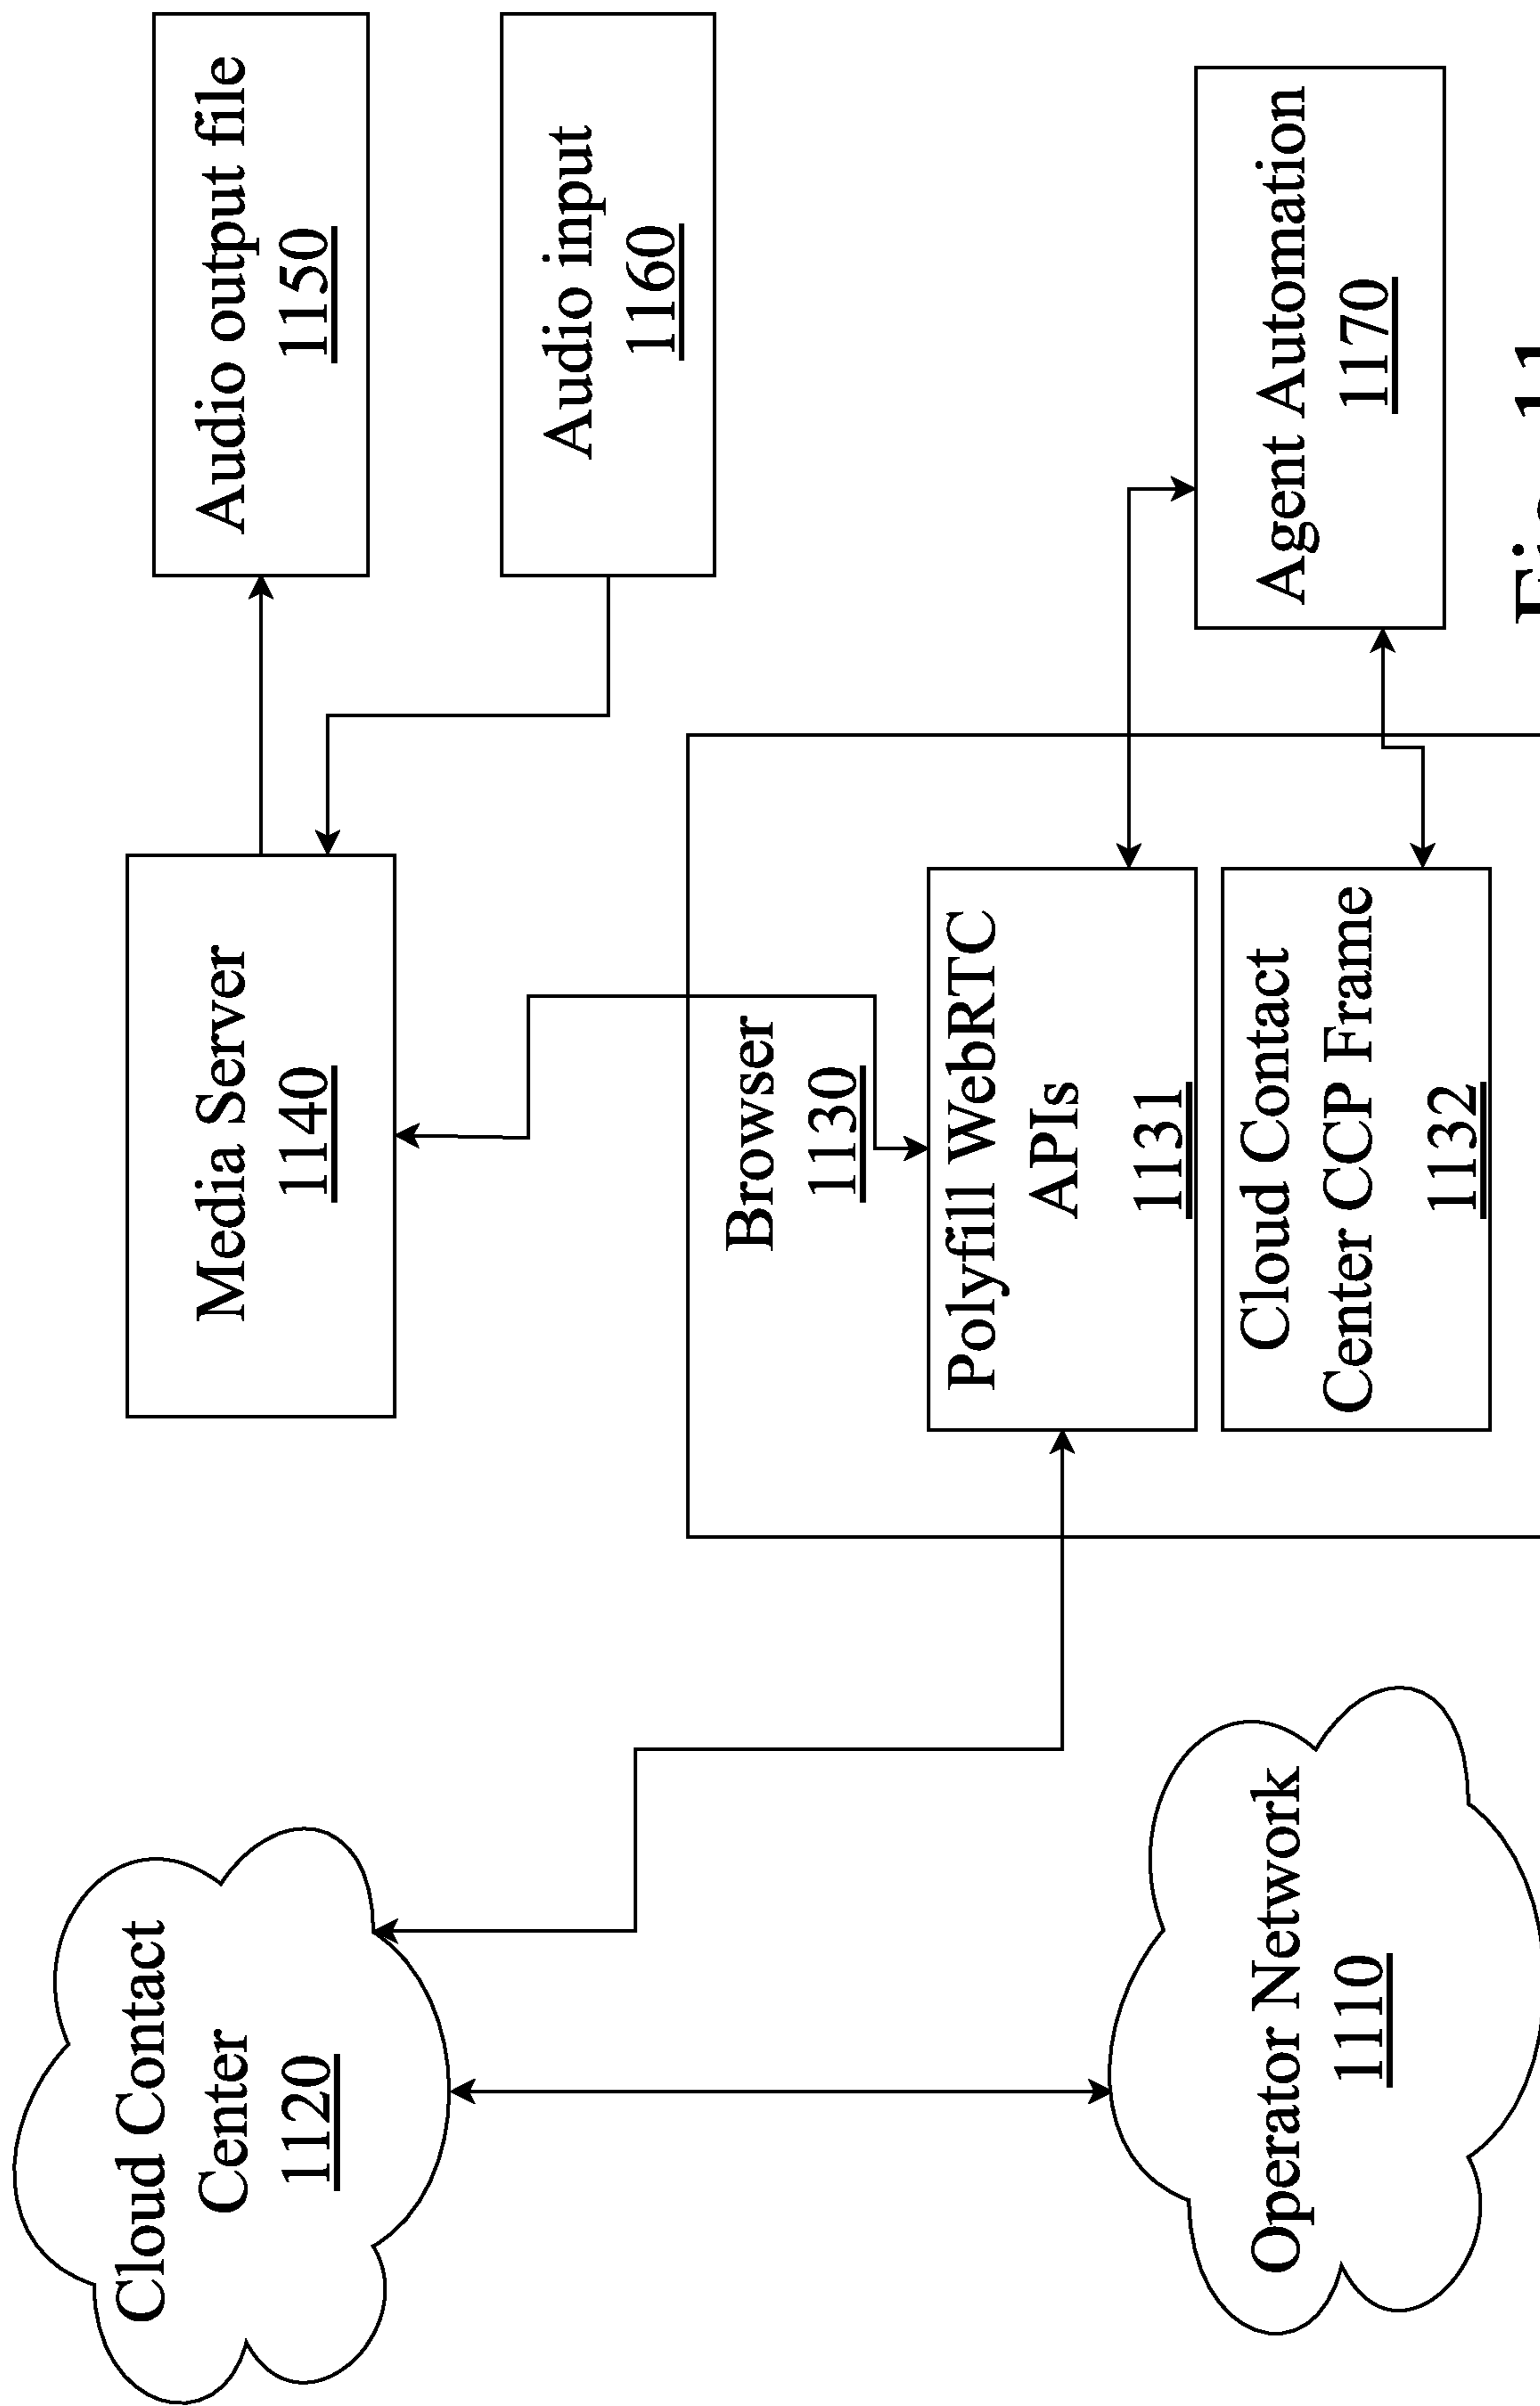 Cloud Contact
Center
1120
Media Server
1140
Audio output file
1150
Audio input
1160
Browser
1130
Polyfill WebRTC
APIs
1131
Cloud Contact
Center CCP Frame
1132
Operator Network
1110
Agent Automation
1170